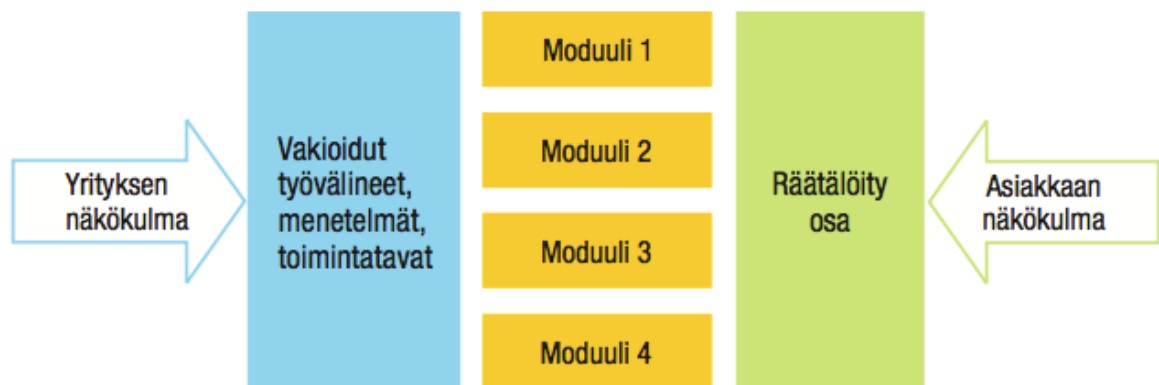 Yrityksen
näkökulma
Vakioidut
työvälineet,
menetelmät,
toimintatavat
Moduuli 1
Moduuli 2
Moduuli 3
Moduuli 4
Räätälöity
osa
Asiakkaan
näkökulma